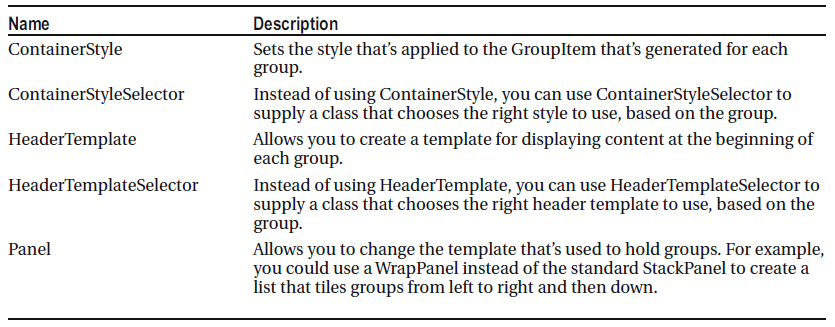 Name Description
ContainerStyle Sets the style that’s applied to the GroupItem that’s generated for each
group.
ContainerStyleSelector Instead of using ContainerStyle, you can use ContainerStyleSelector to
supply a class that chooses the right style to use, based on the group.
HeaderTemplate Allows you to create a template for displaying content at the beginning of
each group.
HeaderTemplateSelector Instead of using HeaderTemplate, you can use HeaderTemplateSelector to
supply a class that chooses the right header template to use, based on the
group.
Panel Allows you to change the template that’s used to hold groups. For example,
you could use a WrapPanel instead of the standard StackPanel to create a
list that tiles groups from left to right and then down.